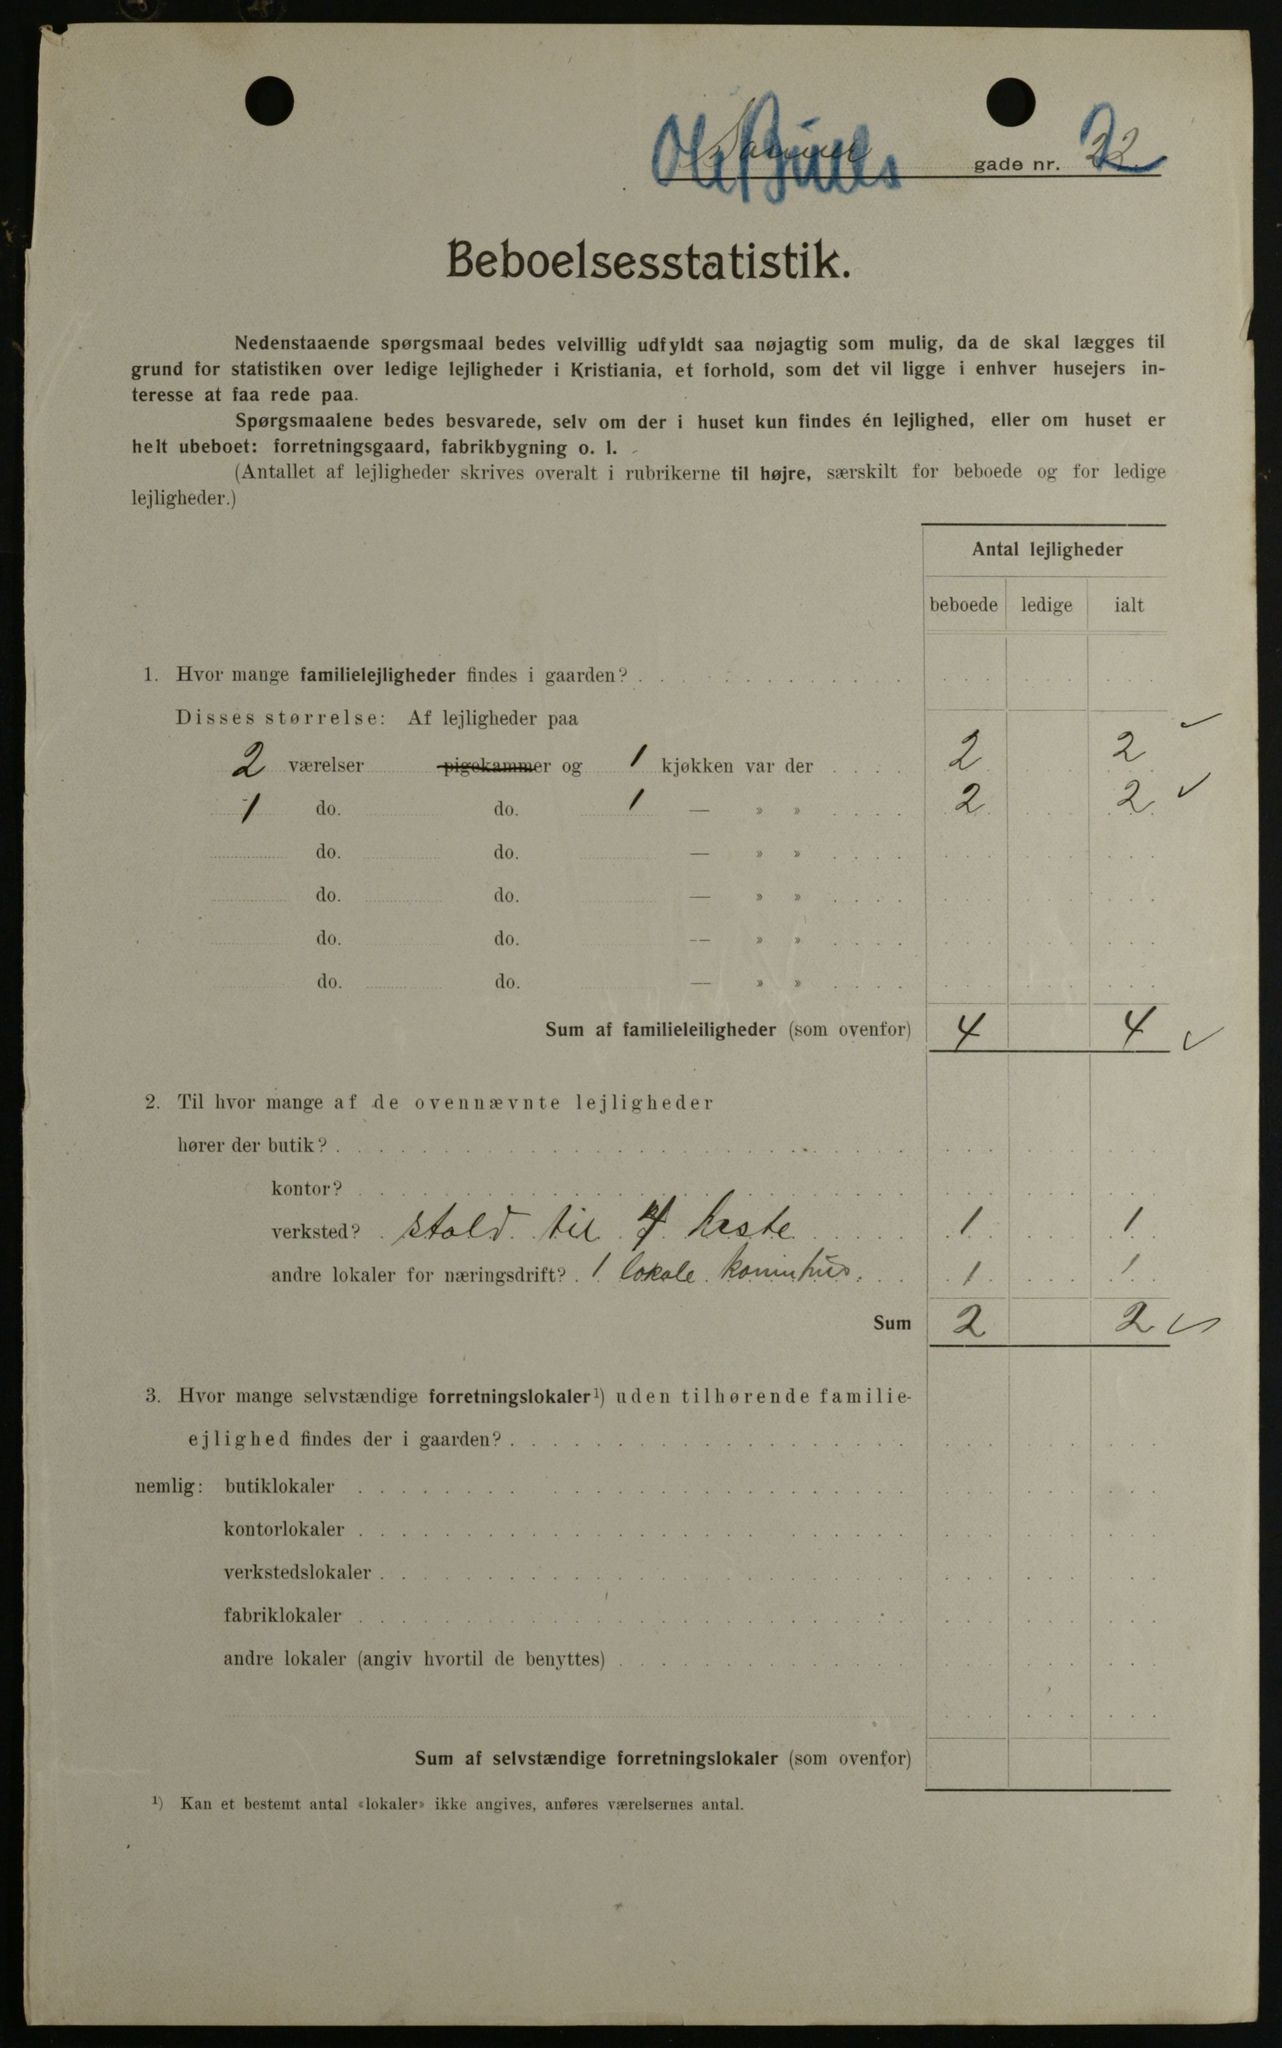 Ole Bulls gade nr. 22
Beboelsesstatistik.
Nedenstaaende spørgsmaal bedes velvillig udfyldt saa nøjagtig som mulig, da de skal lægges til
grund for statistiken over ledige lejligheder i Kristiania, et forhold, som det vil ligge i enhver husejers in-
teresse at faa rede paa.
Spørgsmaalene bedes besvarede, selv om der i huset kun findes én lejlighed, eller om huset er
helt ubeboet: forretningsgaard, fabrikbygning o. l.
(Antallet af lejligheder skrives overalt i rubrikerne til højre, særskilt for beboede og for ledige
lejligheder.)
Antal lejligheder
beboede ledige ialt
1. Hvor mange familielejligheder findes i gaarden?
Disses størrelse: Af lejligheder paa
2 værelser pigekammer og 1 kjøkken var der 2 2 ✓
1 do. do. 1 — » » 2 2 ✓
do. do. — » »
do. do. — » »
do. do. — » »
do. do. — » »
Sum af familieleiligheder (som ovenfor) 4 4 ✓
2. Til hvor mange af de ovennævnte lejligheder
hører der butik?
kontor?
verksted? stald til 4 heste 1 1
andre lokaler for næringsdrift? 1 lokale 1 1
Sum 2 2 ✓
3. Hvor mange selvstændige forretningslokaler¹) uden tilhørende familie-
ejlighed findes der i gaarden?
nemlig: butiklokaler
kontorlokaler
verkstedslokaler
fabriklokaler
andre lokaler (angiv hvortil de benyttes)
Sum af selvstændige forretningslokaler (som ovenfor)
¹) Kan et bestemt antal «lokaler» ikke angives, anføres værelsernes antal.